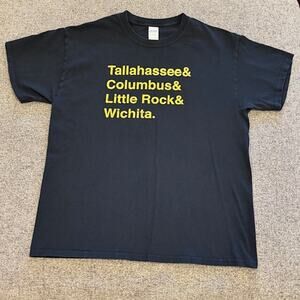 Tallahassee&
Columbus&
Little Rock&
Wichita.